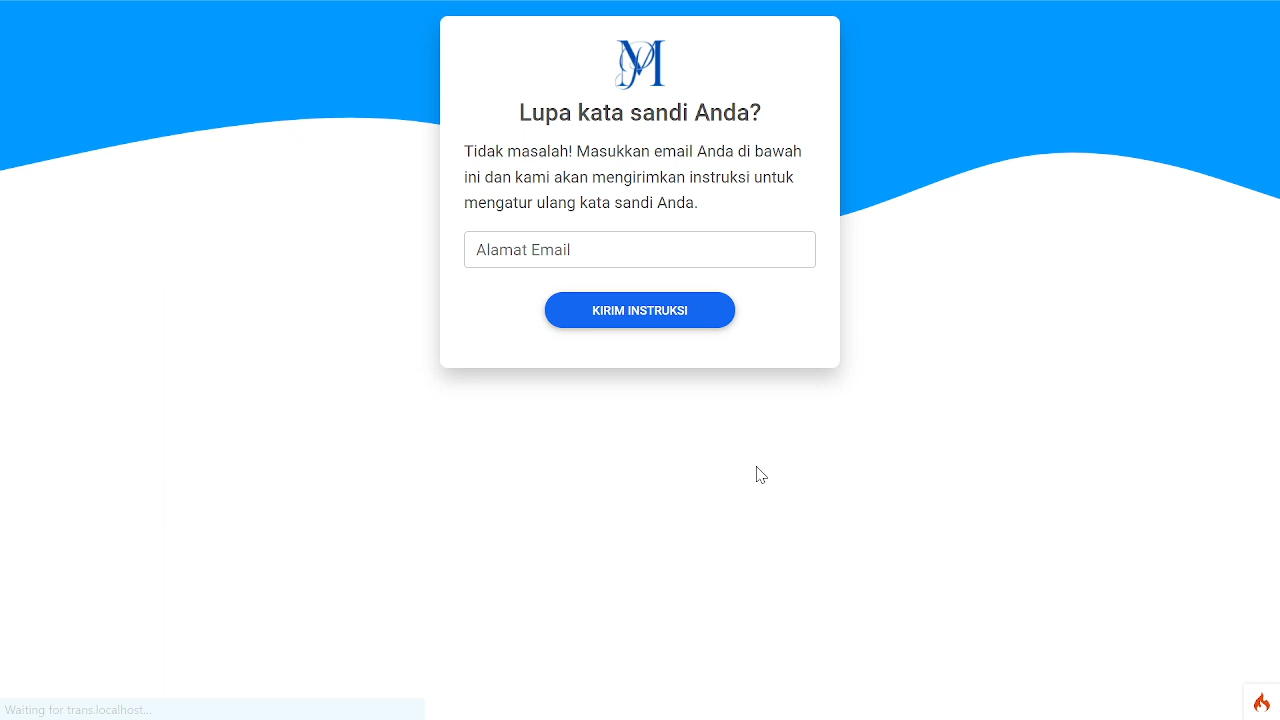 Lupa kata sandi Anda?
Tidak masalah! Masukkan email Anda di bawah
ini dan kami akan mengirimkan instruksi untuk
mengatur ulang kata sandi Anda.
Alamat Email
KIRIM INSTRUKSI
Waiting for trans.localhost...